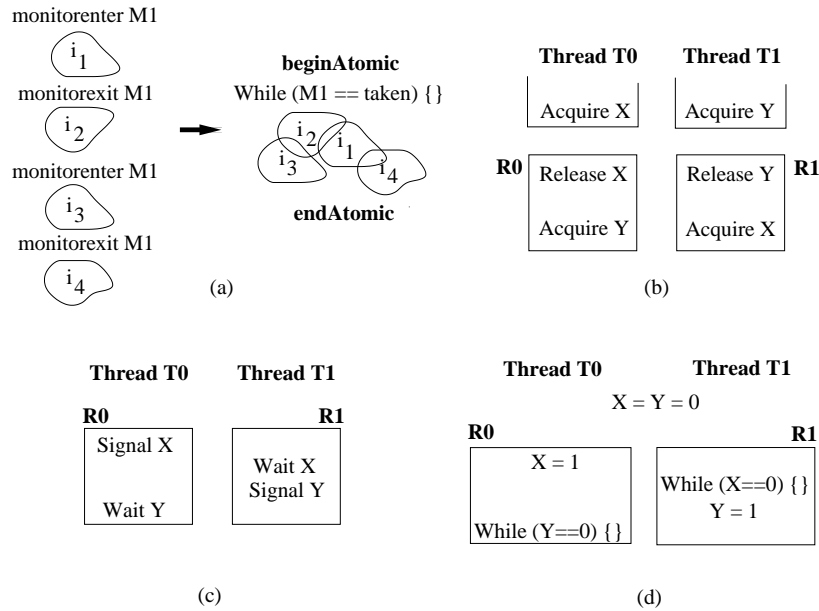 monitorenter M1
i1
monitorexit M1
i2
monitorenter M1
i3
monitorexit M1
i4
beginAtomic
While (M1 == taken) {}
i2
i1
i3
i4
endAtomic
(a)
Thread T0 Thread T1
Acquire X Acquire Y
R0 Release X Release Y R1
Acquire Y Acquire X
(b)
Thread T0 Thread T1
R0 R1
Signal X
Wait X
Signal Y
Wait Y
(c)
Thread T0 Thread T1
X = Y = 0
R0 R1
X = 1
While (X==0) {}
Y = 1
While (Y==0) {}
(d)